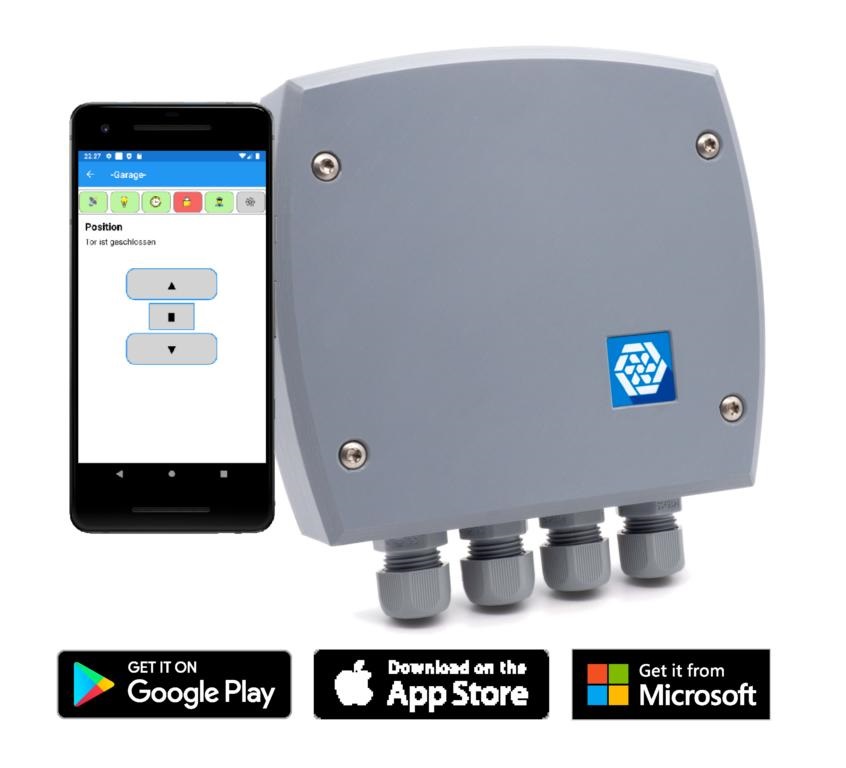 22:27
-Garage-
Position
Tor ist geschlossen
GET IT ON
Google Play
Download on the
App Store
Get it from
Microsoft